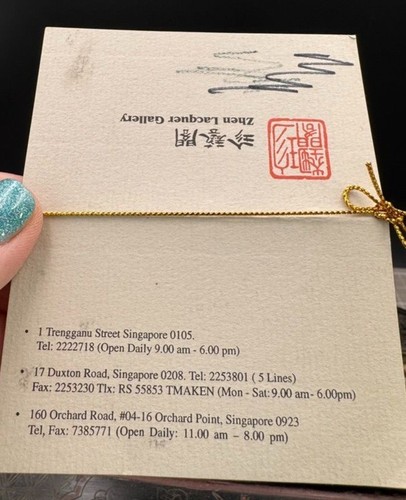 珍藝閣
Zhen Lacquer Gallery
• 1 Trengganu Street Singapore 0105.
Tel: 2222718 (Open Daily 9.00 am - 6.00 pm)
• 17 Duxton Road, Singapore 0208. Tel: 2253801 ( 5 Lines)
Fax: 2253230 Tlx: RS 55853 TMAKEN (Mon - Sat: 9.00 am- 6.00pm)
• 160 Orchard Road, #04-16 Orchard Point, Singapore 0923
Tel, Fax: 7385771 (Open Daily: 11.00 am – 8.00 pm)